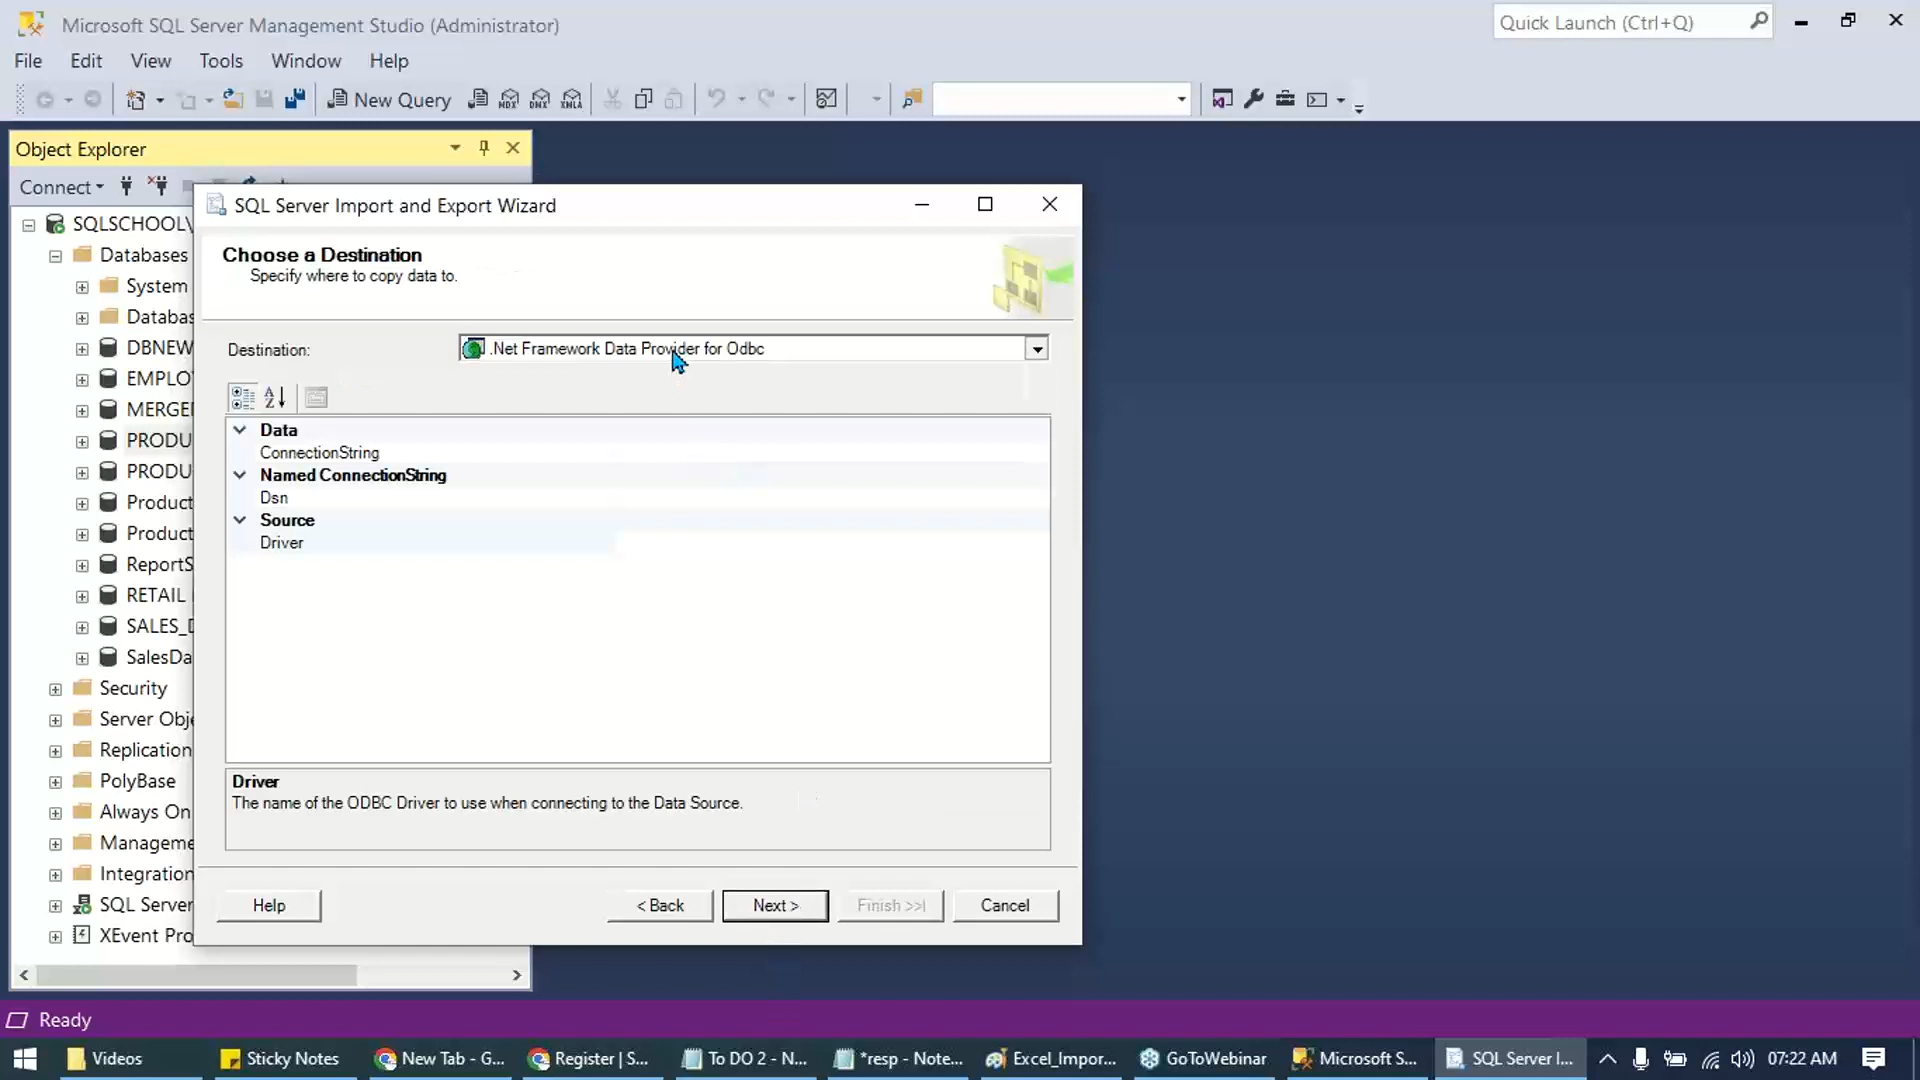 Microsoft SQL Server Management Studio (Administrator)
Quick Launch (Ctrl+Q)
File Edit View Tools Window Help
New Query
MDX DMX XMLA
Object Explorer
Connect
SQLSCHOOL\
Databases
System
Databas
DBNEW
EMPLO
MERGE
PRODU
PRODU
Product
Product
ReportS
RETAIL
SALES_D
SalesDa
Security
Server Obje
Replication
PolyBase
Always On
Manageme
Integration
SQL Server
XEvent Pro
SQL Server Import and Export Wizard
Choose a Destination
Specify where to copy data to.
Destination:
.Net Framework Data Provider for Odbc
Data
ConnectionString
Named ConnectionString
Dsn
Source
Driver
Driver
The name of the ODBC Driver to use when connecting to the Data Source.
Help
< Back
Next >
Finish >>|
Cancel
Ready
Videos
Sticky Notes
New Tab - G...
Register | S...
To DO 2 - N...
*resp - Note...
Excel_Impor...
GoToWebinar
Microsoft S...
SQL Server I...
07:22 AM